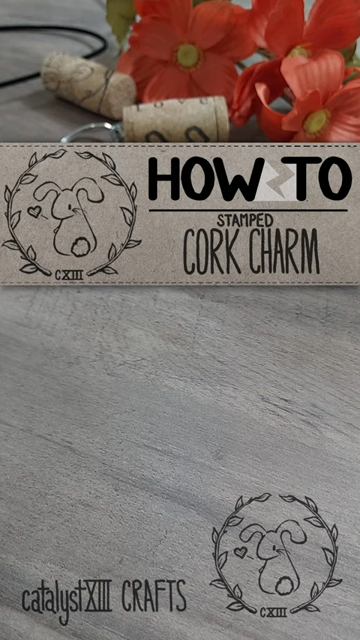 HOW TO
STAMPED
CORK CHARM
CXIII
catalystXIII CRAFTS
CXIII